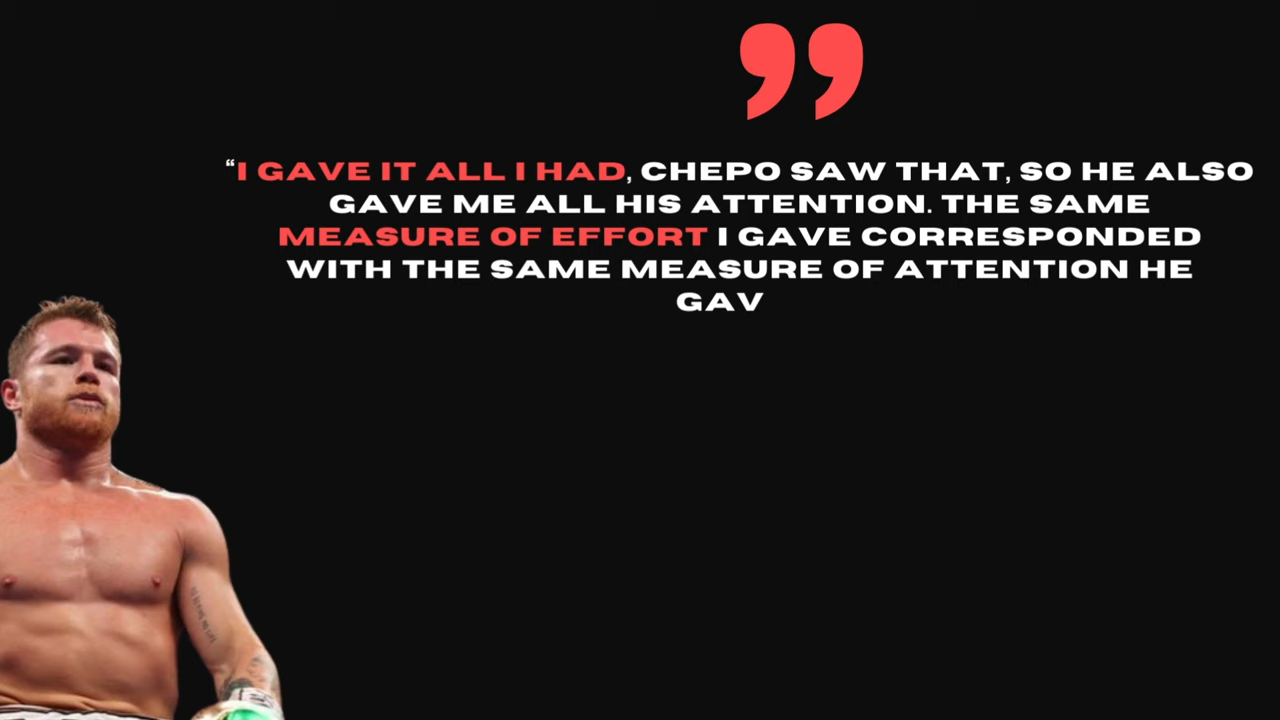 “I GAVE IT ALL I HAD, CHEPO SAW THAT, SO HE ALSO
GAVE ME ALL HIS ATTENTION. THE SAME
MEASURE OF EFFORT I GAVE CORRESPONDED
WITH THE SAME MEASURE OF ATTENTION HE
GAV